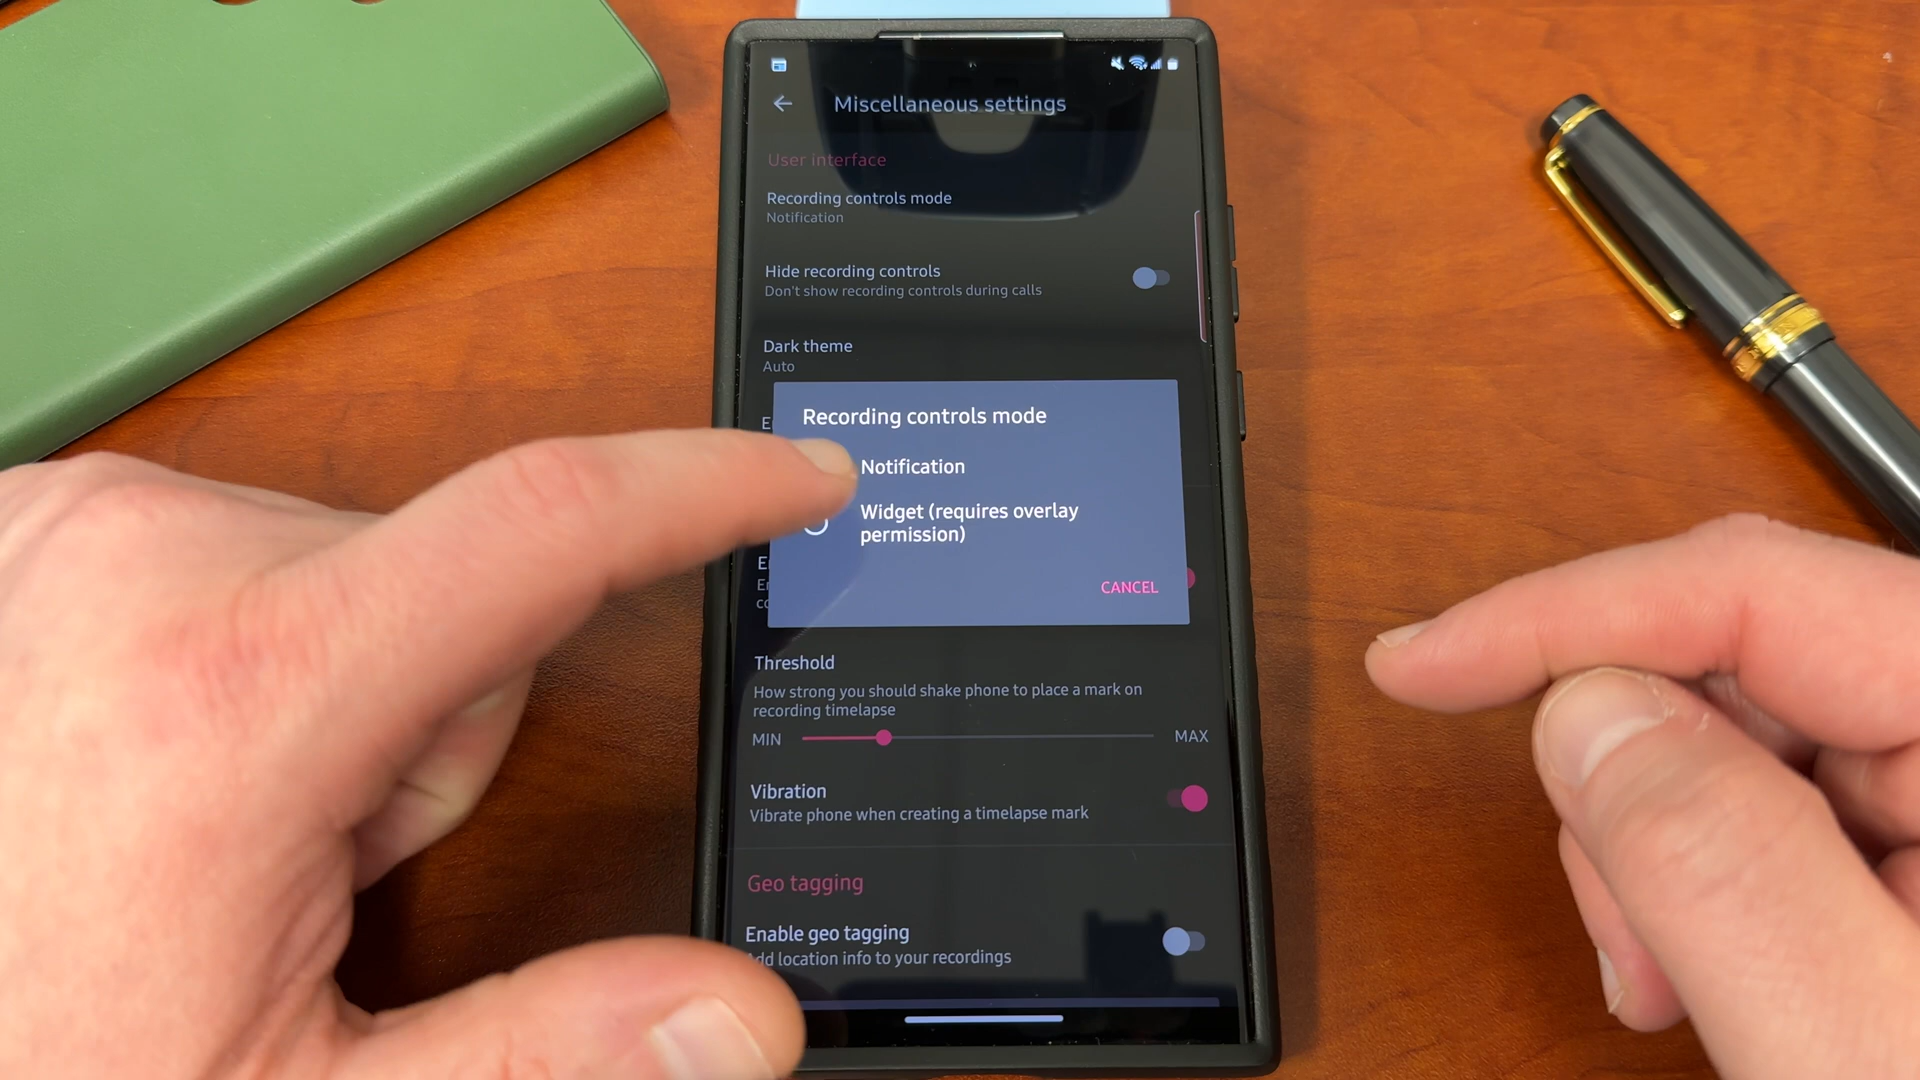 Miscellaneous settings
User interface
Recording controls mode
Notification
Hide recording controls
Don't show recording controls during calls
Dark theme
Auto
Recording controls mode
Notification
Widget (requires overlay
permission)
CANCEL
Threshold
How strong you should shake phone to place a mark on
recording timelapse
MIN
MAX
Vibration
Vibrate phone when creating a timelapse mark
Geo tagging
Enable geo tagging
Add location info to your recordings